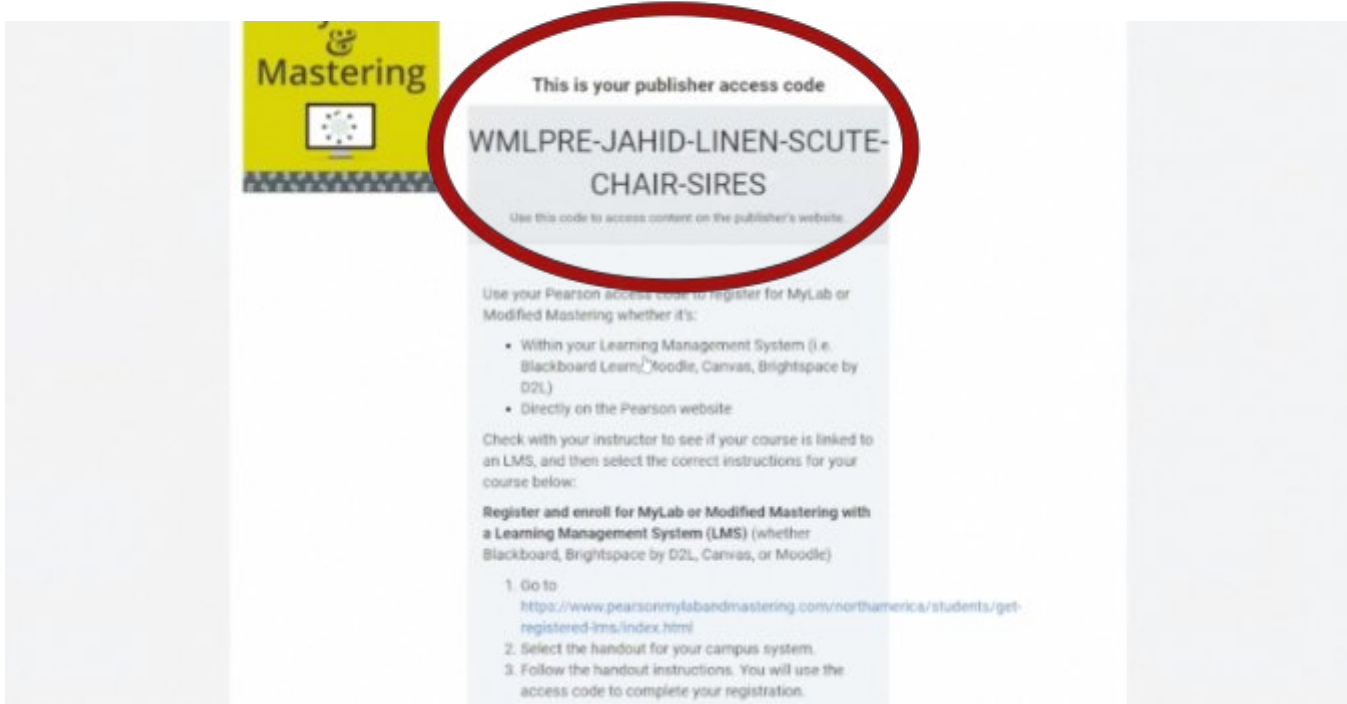 &
Mastering
This is your publisher access code
WMLPRE-JAHID-LINEN-SCUTE-
CHAIR-SIRES
Use this code to access content on the publisher's website.
Use your Pearson access code to register for MyLab or
Modified Mastering whether it's:
• Within your Learning Management System (i.e.
Blackboard Learn, Moodle, Canvas, Brightspace by
D2L)
• Directly on the Pearson website
Check with your instructor to see if your course is linked to
an LMS, and then select the correct instructions for your
course below:
Register and enroll for MyLab or Modified Mastering with
a Learning Management System (LMS) (whether
Blackboard, Brightspace by D2L, Canvas, or Moodle)
1. Go to
https://www.pearsonmylabandmastering.com/northamerica/students/get-
registered-lms/index.html
2. Select the handout for your campus system.
3. Follow the handout instructions. You will use the
access code to complete your registration.